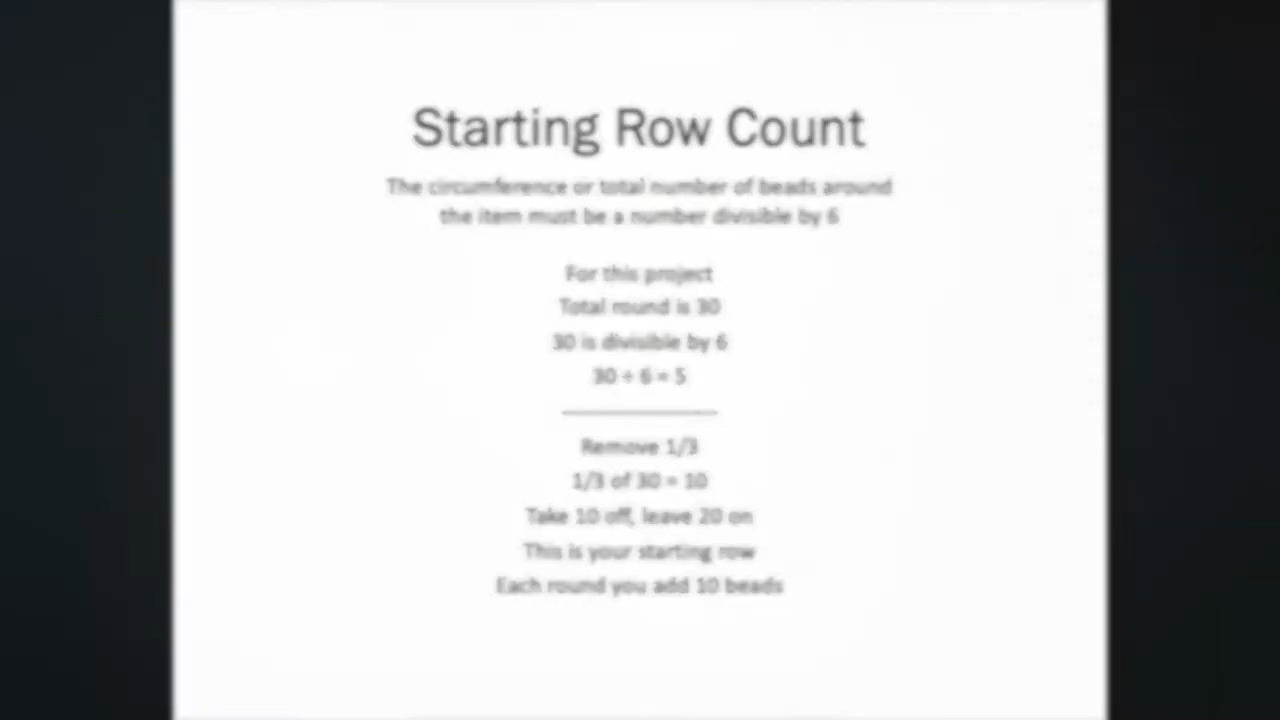 Starting Row Count
The circumference or total number of beads around
the item must be a number divisible by 6
For this project
Total round is 30
30 is divisible by 6
30 ÷ 6 = 5
Remove 1/3
1/3 of 30 = 10
Take 10 off, leave 20 on
This is your starting row
Each round you add 10 beads